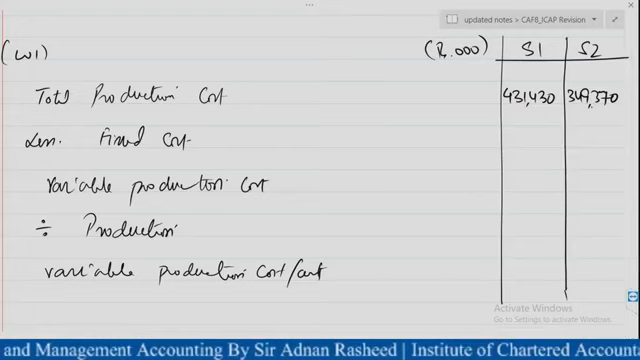 updated notes > CAF8_ICAP Revision
(W1) (R.000) S1 S2
Total Production Cost 431,430 349,370
Less. Fixed Cost
Variable production cost
÷ Production
variable production cost/unit
Activate Windows
Go to Settings to activate Windows.
and Management Accounting By Sir Adnan Rasheed | Institute of Chartered Account